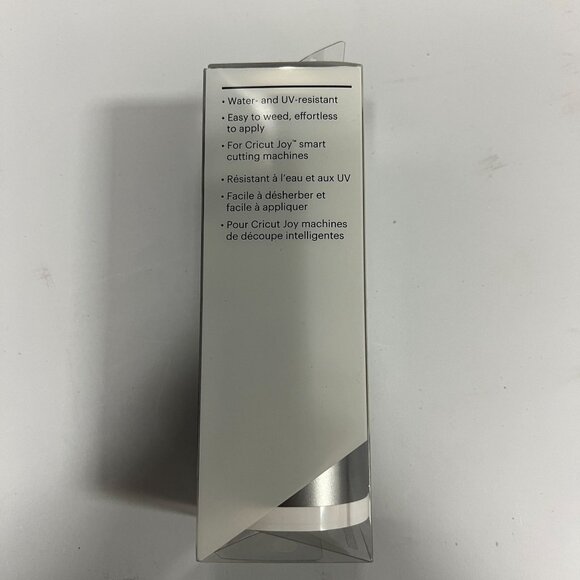 • Water- and UV-resistant
• Easy to weed, effortless
to apply
• For Cricut Joy™ smart
cutting machines
• Résistant à l'eau et aux UV
• Facile à désherber et
facile à appliquer
• Pour Cricut Joy machines
de découpe intelligentes